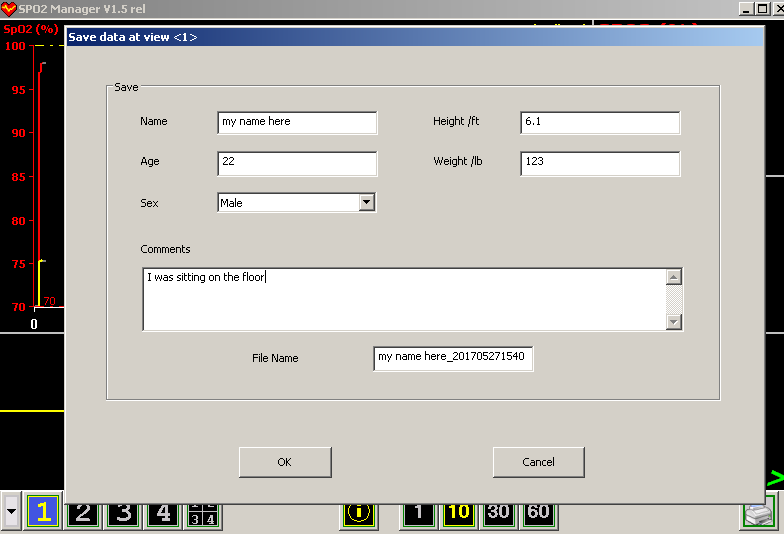 SPO2 Manager V1.5 rel
SpO2 (%)
Save data at view <1>
100
95
90
85
80
75
70
70
0
Save
Name
my name here
Height /ft
6.1
Age
22
Weight /lb
123
Sex
Male
Comments
I was sitting on the floor
File Name
my name here_201705271540
OK
Cancel
>
1
2
3
4
1 2
3 4
1
10
30
60